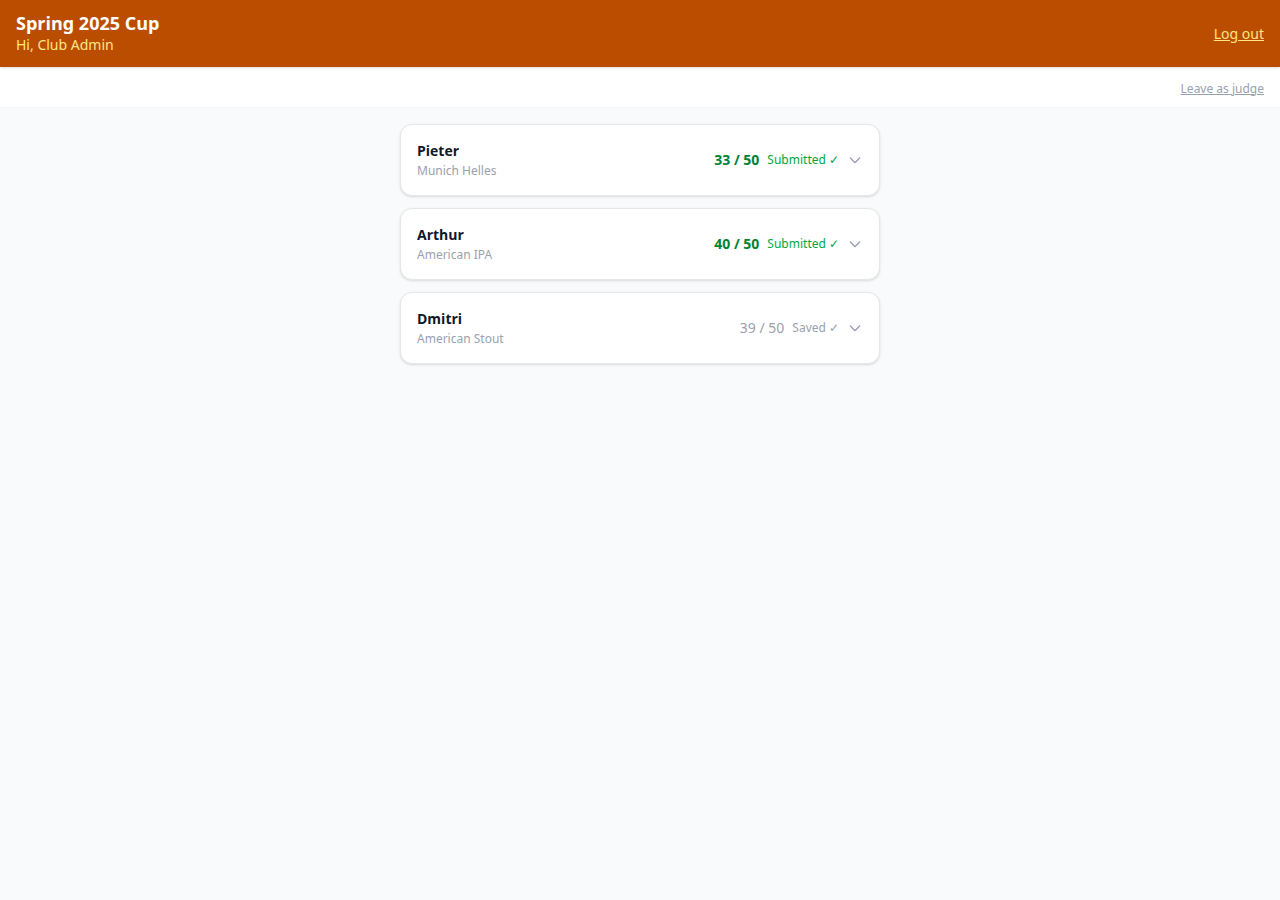 Spring 2025 Cup
Hi, Club Admin
Log out
Leave as judge
Pieter
Munich Helles
33 / 50 Submitted ✓
Arthur
American IPA
40 / 50 Submitted ✓
Dmitri
American Stout
39 / 50 Saved ✓